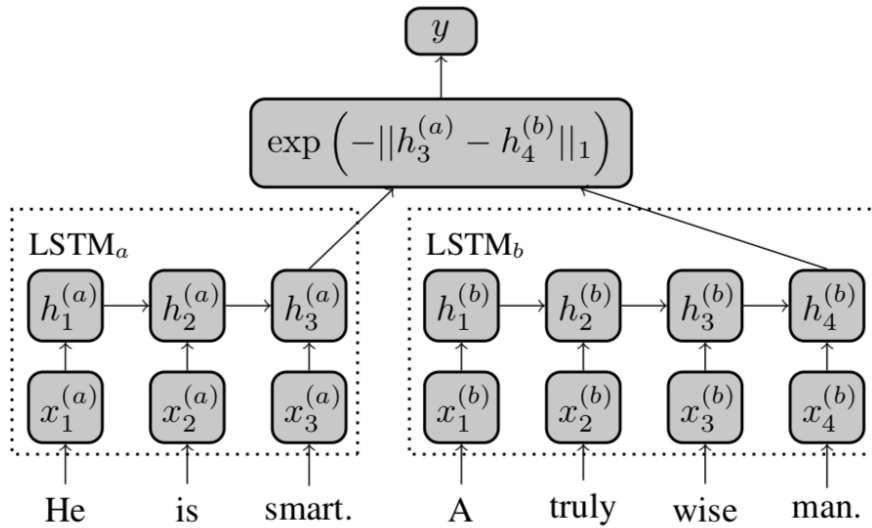 y
exp(−||h₃⁽ᵃ⁾ − h₄⁽ᵇ⁾||₁)
LSTMₐ LSTM_b
h₁⁽ᵃ⁾ h₂⁽ᵃ⁾ h₃⁽ᵃ⁾ h₁⁽ᵇ⁾ h₂⁽ᵇ⁾ h₃⁽ᵇ⁾ h₄⁽ᵇ⁾
x₁⁽ᵃ⁾ x₂⁽ᵃ⁾ x₃⁽ᵃ⁾ x₁⁽ᵇ⁾ x₂⁽ᵇ⁾ x₃⁽ᵇ⁾ x₄⁽ᵇ⁾
He is smart. A truly wise man.